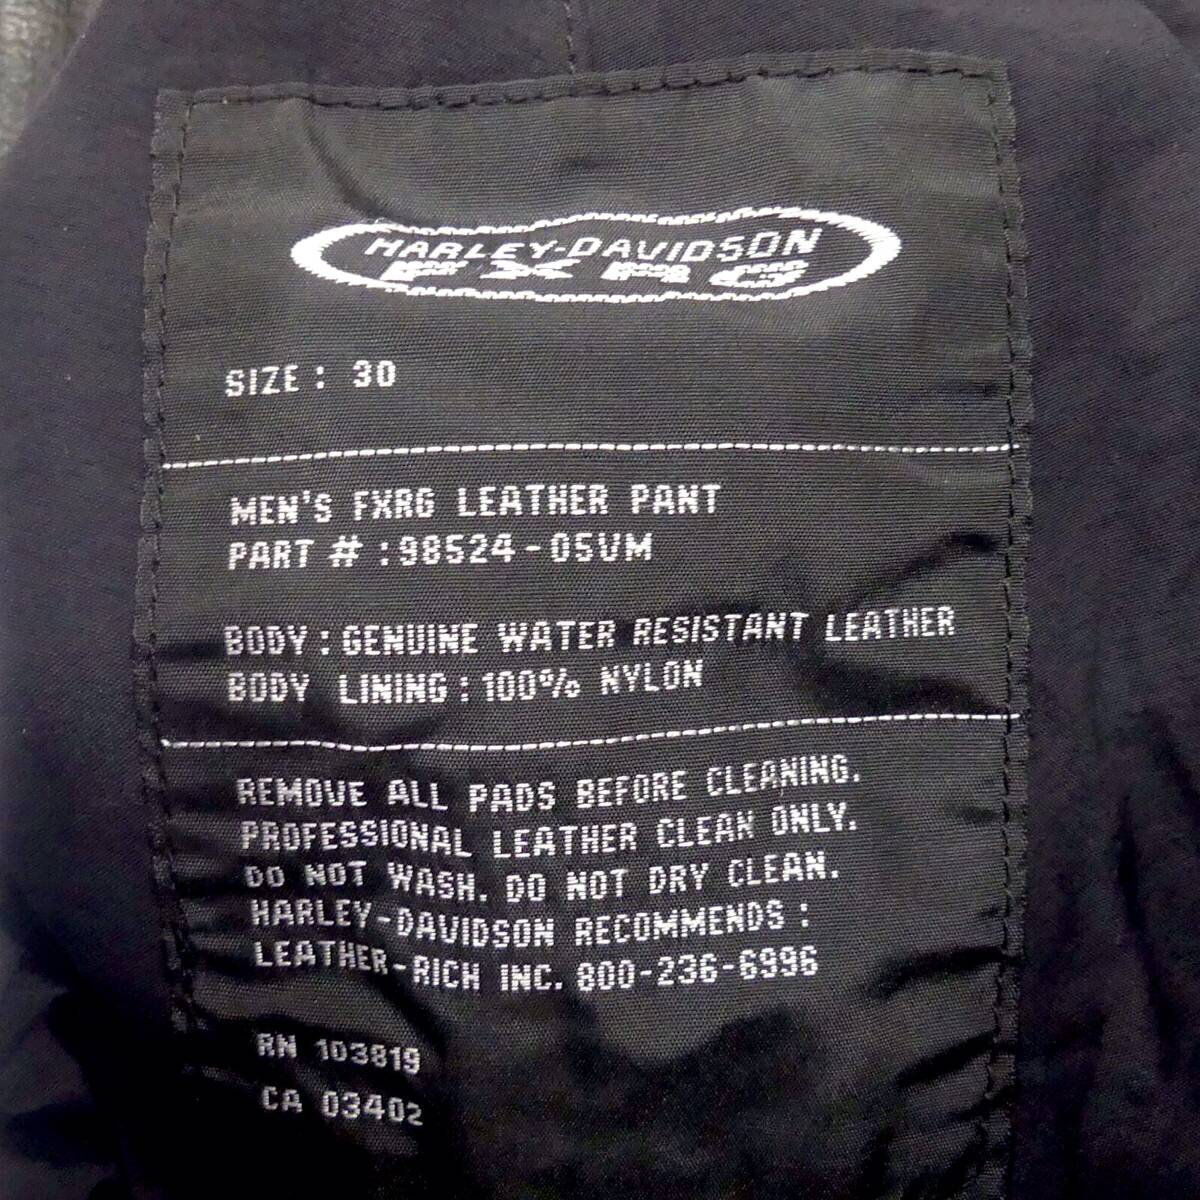 HARLEY-DAVIDSON
FXRG
SIZE : 30
MEN'S FXRG LEATHER PANT
PART # :98524-05VM
BODY : GENUINE WATER RESISTANT LEATHER
BODY LINING : 100% NYLON
REMOVE ALL PADS BEFORE CLEANING.
PROFESSIONAL LEATHER CLEAN ONLY.
DO NOT WASH. DO NOT DRY CLEAN.
HARLEY-DAVIDSON RECOMMENDS :
LEATHER-RICH INC. 800-236-6996
RN 103819
CA 03402